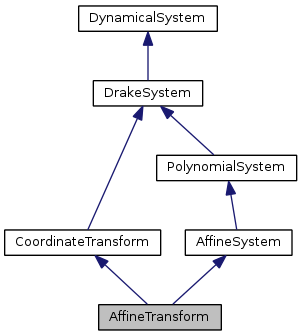 DynamicalSystem
DrakeSystem
PolynomialSystem
CoordinateTransform
AffineSystem
AffineTransform